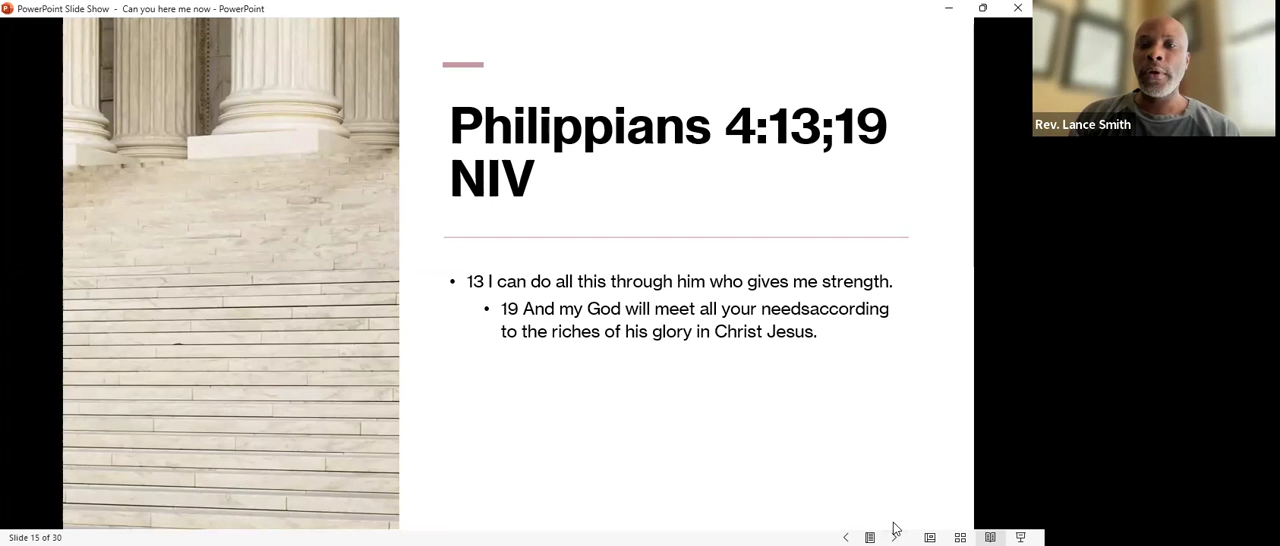 PowerPoint Slide Show - Can you here me now - PowerPoint
Rev. Lance Smith
Philippians 4:13;19
NIV
• 13 I can do all this through him who gives me strength.
• 19 And my God will meet all your needsaccording
to the riches of his glory in Christ Jesus.
Slide 15 of 30